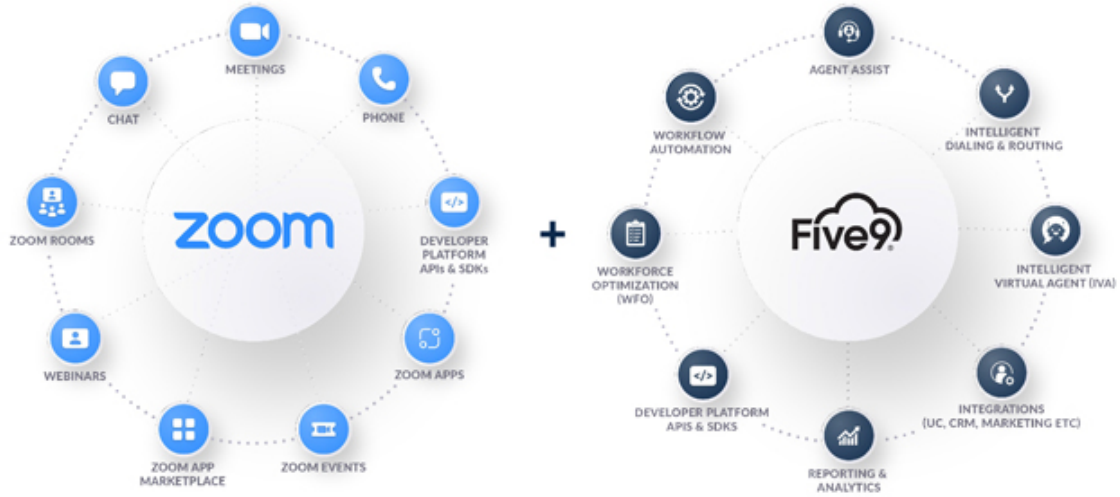 MEETINGS
PHONE
DEVELOPER
PLATFORM
APIs & SDKs
ZOOM APPS
ZOOM EVENTS
ZOOM APP
MARKETPLACE
WEBINARS
ZOOM ROOMS
CHAT
zoom
+
AGENT ASSIST
INTELLIGENT
DIALING & ROUTING
INTELLIGENT
VIRTUAL AGENT (IVA)
INTEGRATIONS
(UC, CRM, MARKETING ETC)
REPORTING &
ANALYTICS
DEVELOPER PLATFORM
APIS & SDKS
WORKFORCE
OPTIMIZATION
(WFO)
WORKFLOW
AUTOMATION
Five9